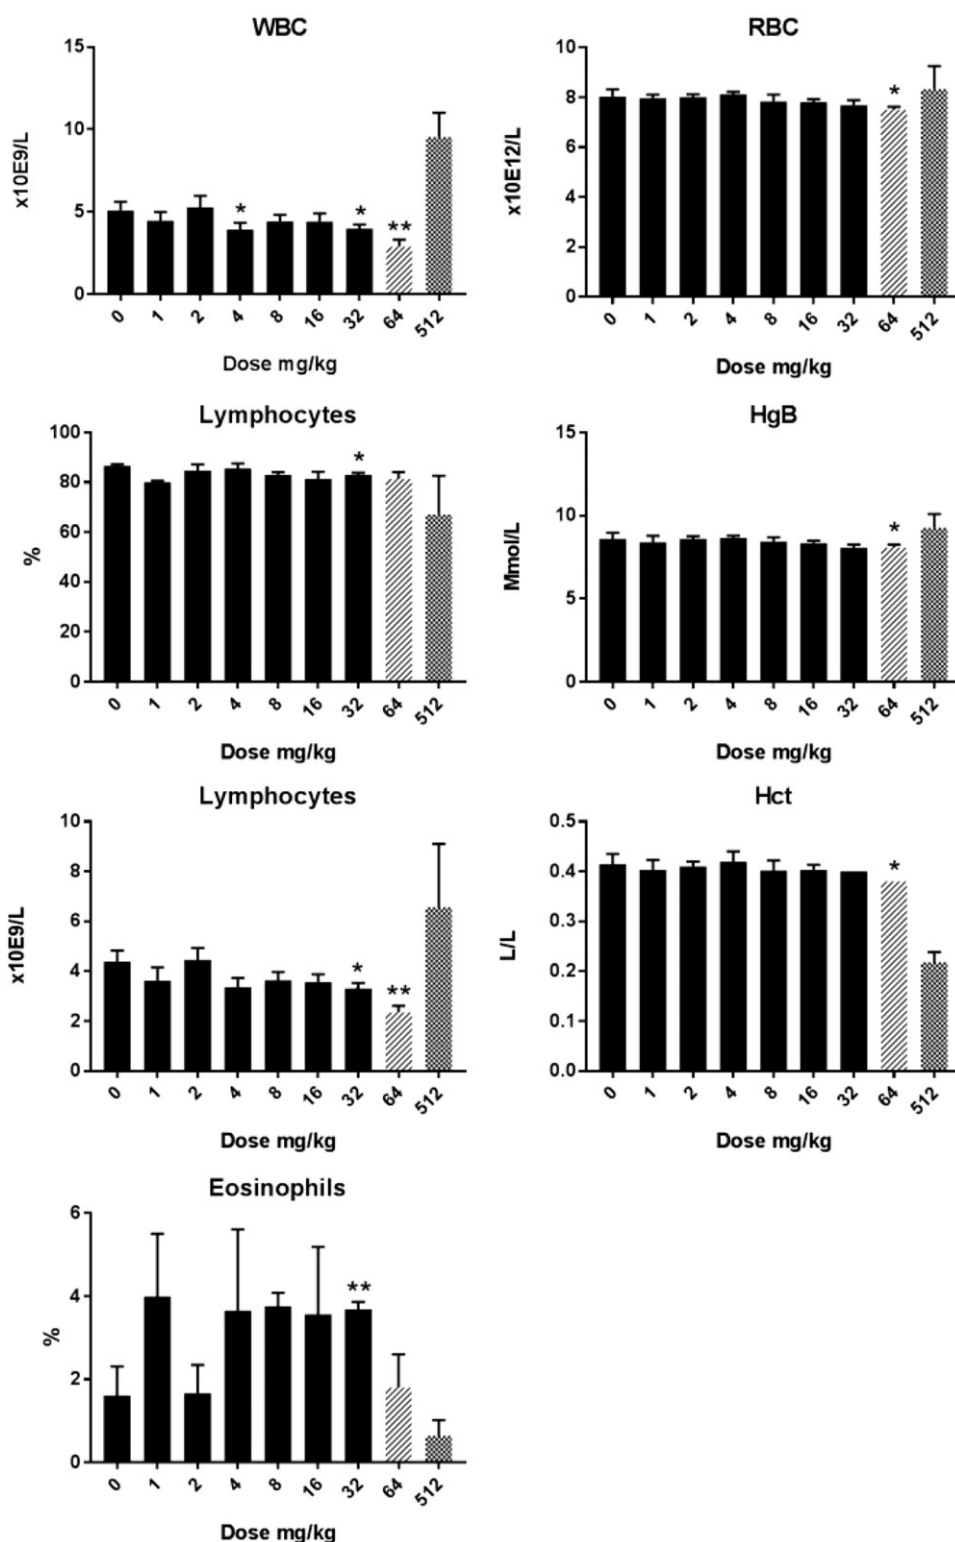 WBC
15
10
5
0
x10E9/L
*
*
**
0 1 2 4 8 16 32 64 512
Dose mg/kg
RBC
10
8
6
4
2
0
x10E12/L
*
0 1 2 4 8 16 32 64 512
Dose mg/kg
Lymphocytes
100
80
60
40
20
0
%
*
0 1 2 4 8 16 32 64 512
Dose mg/kg
HgB
15
10
5
0
Mmol/L
*
0 1 2 4 8 16 32 64 512
Dose mg/kg
Lymphocytes
10
8
6
4
2
0
x10E9/L
*
**
0 1 2 4 8 16 32 64 512
Dose mg/kg
Hct
0.5
0.4
0.3
0.2
0.1
0.0
L/L
*
0 1 2 4 8 16 32 64 512
Dose mg/kg
Eosinophils
6
4
2
0
%
**
0 1 2 4 8 16 32 64 512
Dose mg/kg